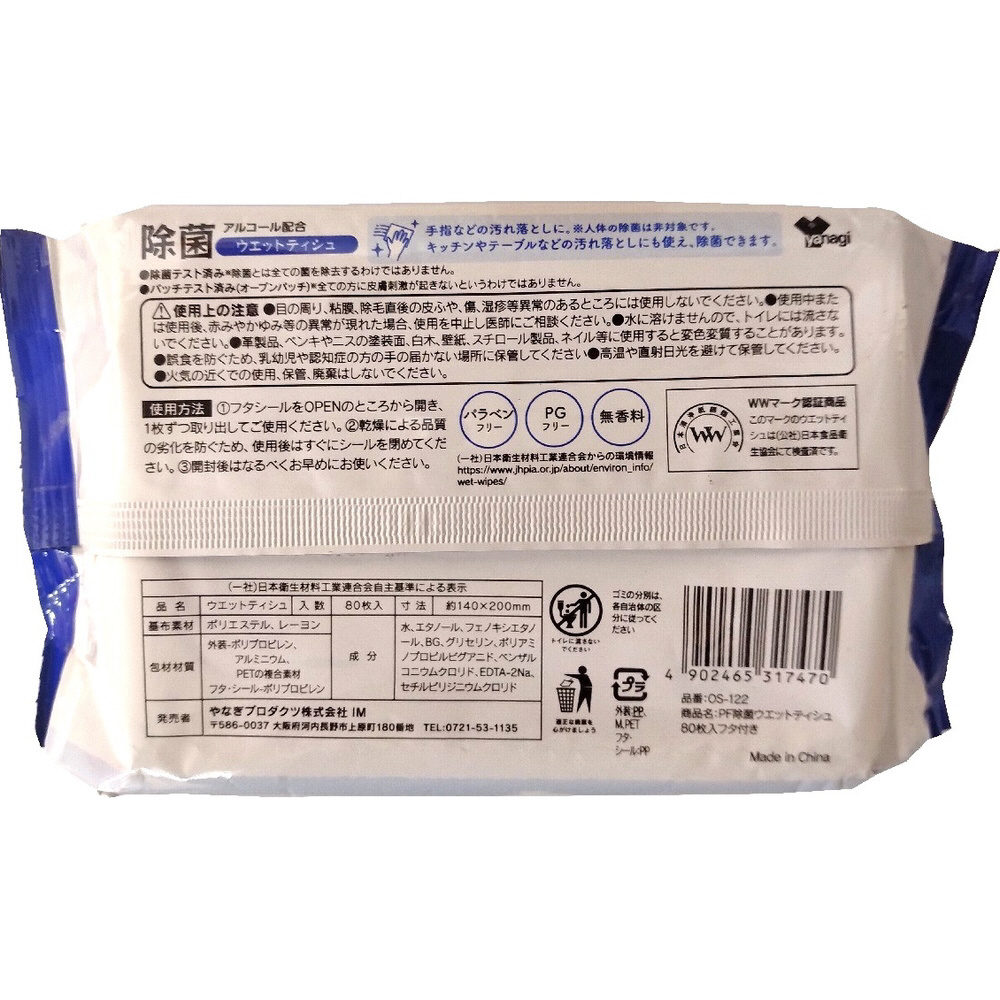 除菌
アルコール配合
ウエットティシュ
手指などの汚れ落としに。※人体の除菌は非対象です。
キッチンやテーブルなどの汚れ落としにも使え、除菌できます。
Yanagi
●除菌テスト済み*除菌とは全ての菌を除去するわけではありません。
●パッチテスト済み(オープンパッチ)*全ての方に皮膚刺激が起きないというわけではありません。
使用上の注意 ●目の周り、粘膜、除毛直後の皮ふや、傷、湿疹等異常のあるところには使用しないでください。●使用中また
は使用後、赤みやかゆみ等の異常が現れた場合、使用を中止し医師にご相談ください。●水に溶けませんので、トイレには流さな
いでください。●革製品、ペンキやニスの塗装面、白木、壁紙、スチロール製品、ネイル等に使用すると変色変質することがあります。
●誤食を防ぐため、乳幼児や認知症の方の手の届かない場所に保管してください●高温や直射日光を避けて保管してください。
●火気の近くでの使用、保管、廃棄はしないでください。
使用方法 ①フタシールをOPENのところから開き、
1枚ずつ取り出してご使用ください。②乾燥による品質
の劣化を防ぐため、使用後はすぐにシールを閉めてくだ
さい。③開封後はなるべくお早めにお使いください。
パラベン
フリー
PG
フリー
無香料
(一社)日本衛生材料工業連合会からの環境情報
https://www.jhpia.or.jp/about/environ_info/
wet-wipes/
日本清浄紙綿類工業会
WW
WWマーク認証商品
このマークのウエットティ
シュは(公社)日本食品衛
生協会にて検査済です。
(一社)日本衛生材料工業連合会自主基準による表示
品名 ウエットティシュ 入数 80枚入 寸法 約140×200mm
基布素材 ポリエステル、レーヨン
包材材質 外装-ポリプロピレン、
アルミニウム、
PETの複合素材
フタ・シール-ポリプロピレン
成分 水、エタノール、フェノキシエタノ
ール、BG、グリセリン、ポリアミ
ノプロピルビグアニド、ベンザル
コニウムクロリド、EDTA-2Na、
セチルピリジニウムクロリド
発売者 やなぎプロダクツ株式会社 IM
〒586-0037 大阪府河内長野市上原町180番地 TEL:0721-53-1135
トイレに流さない
でください
適正な廃棄を
心がけましょう
ゴミの分別は、
各自治体の区
分に従ってく
ださい
プラ
外装:PP、
M、PET
フタ・
シール:PP
4 902465 317470
品番:OS-122
商品名:PF除菌ウエットティシュ
80枚入フタ付き
Made in China